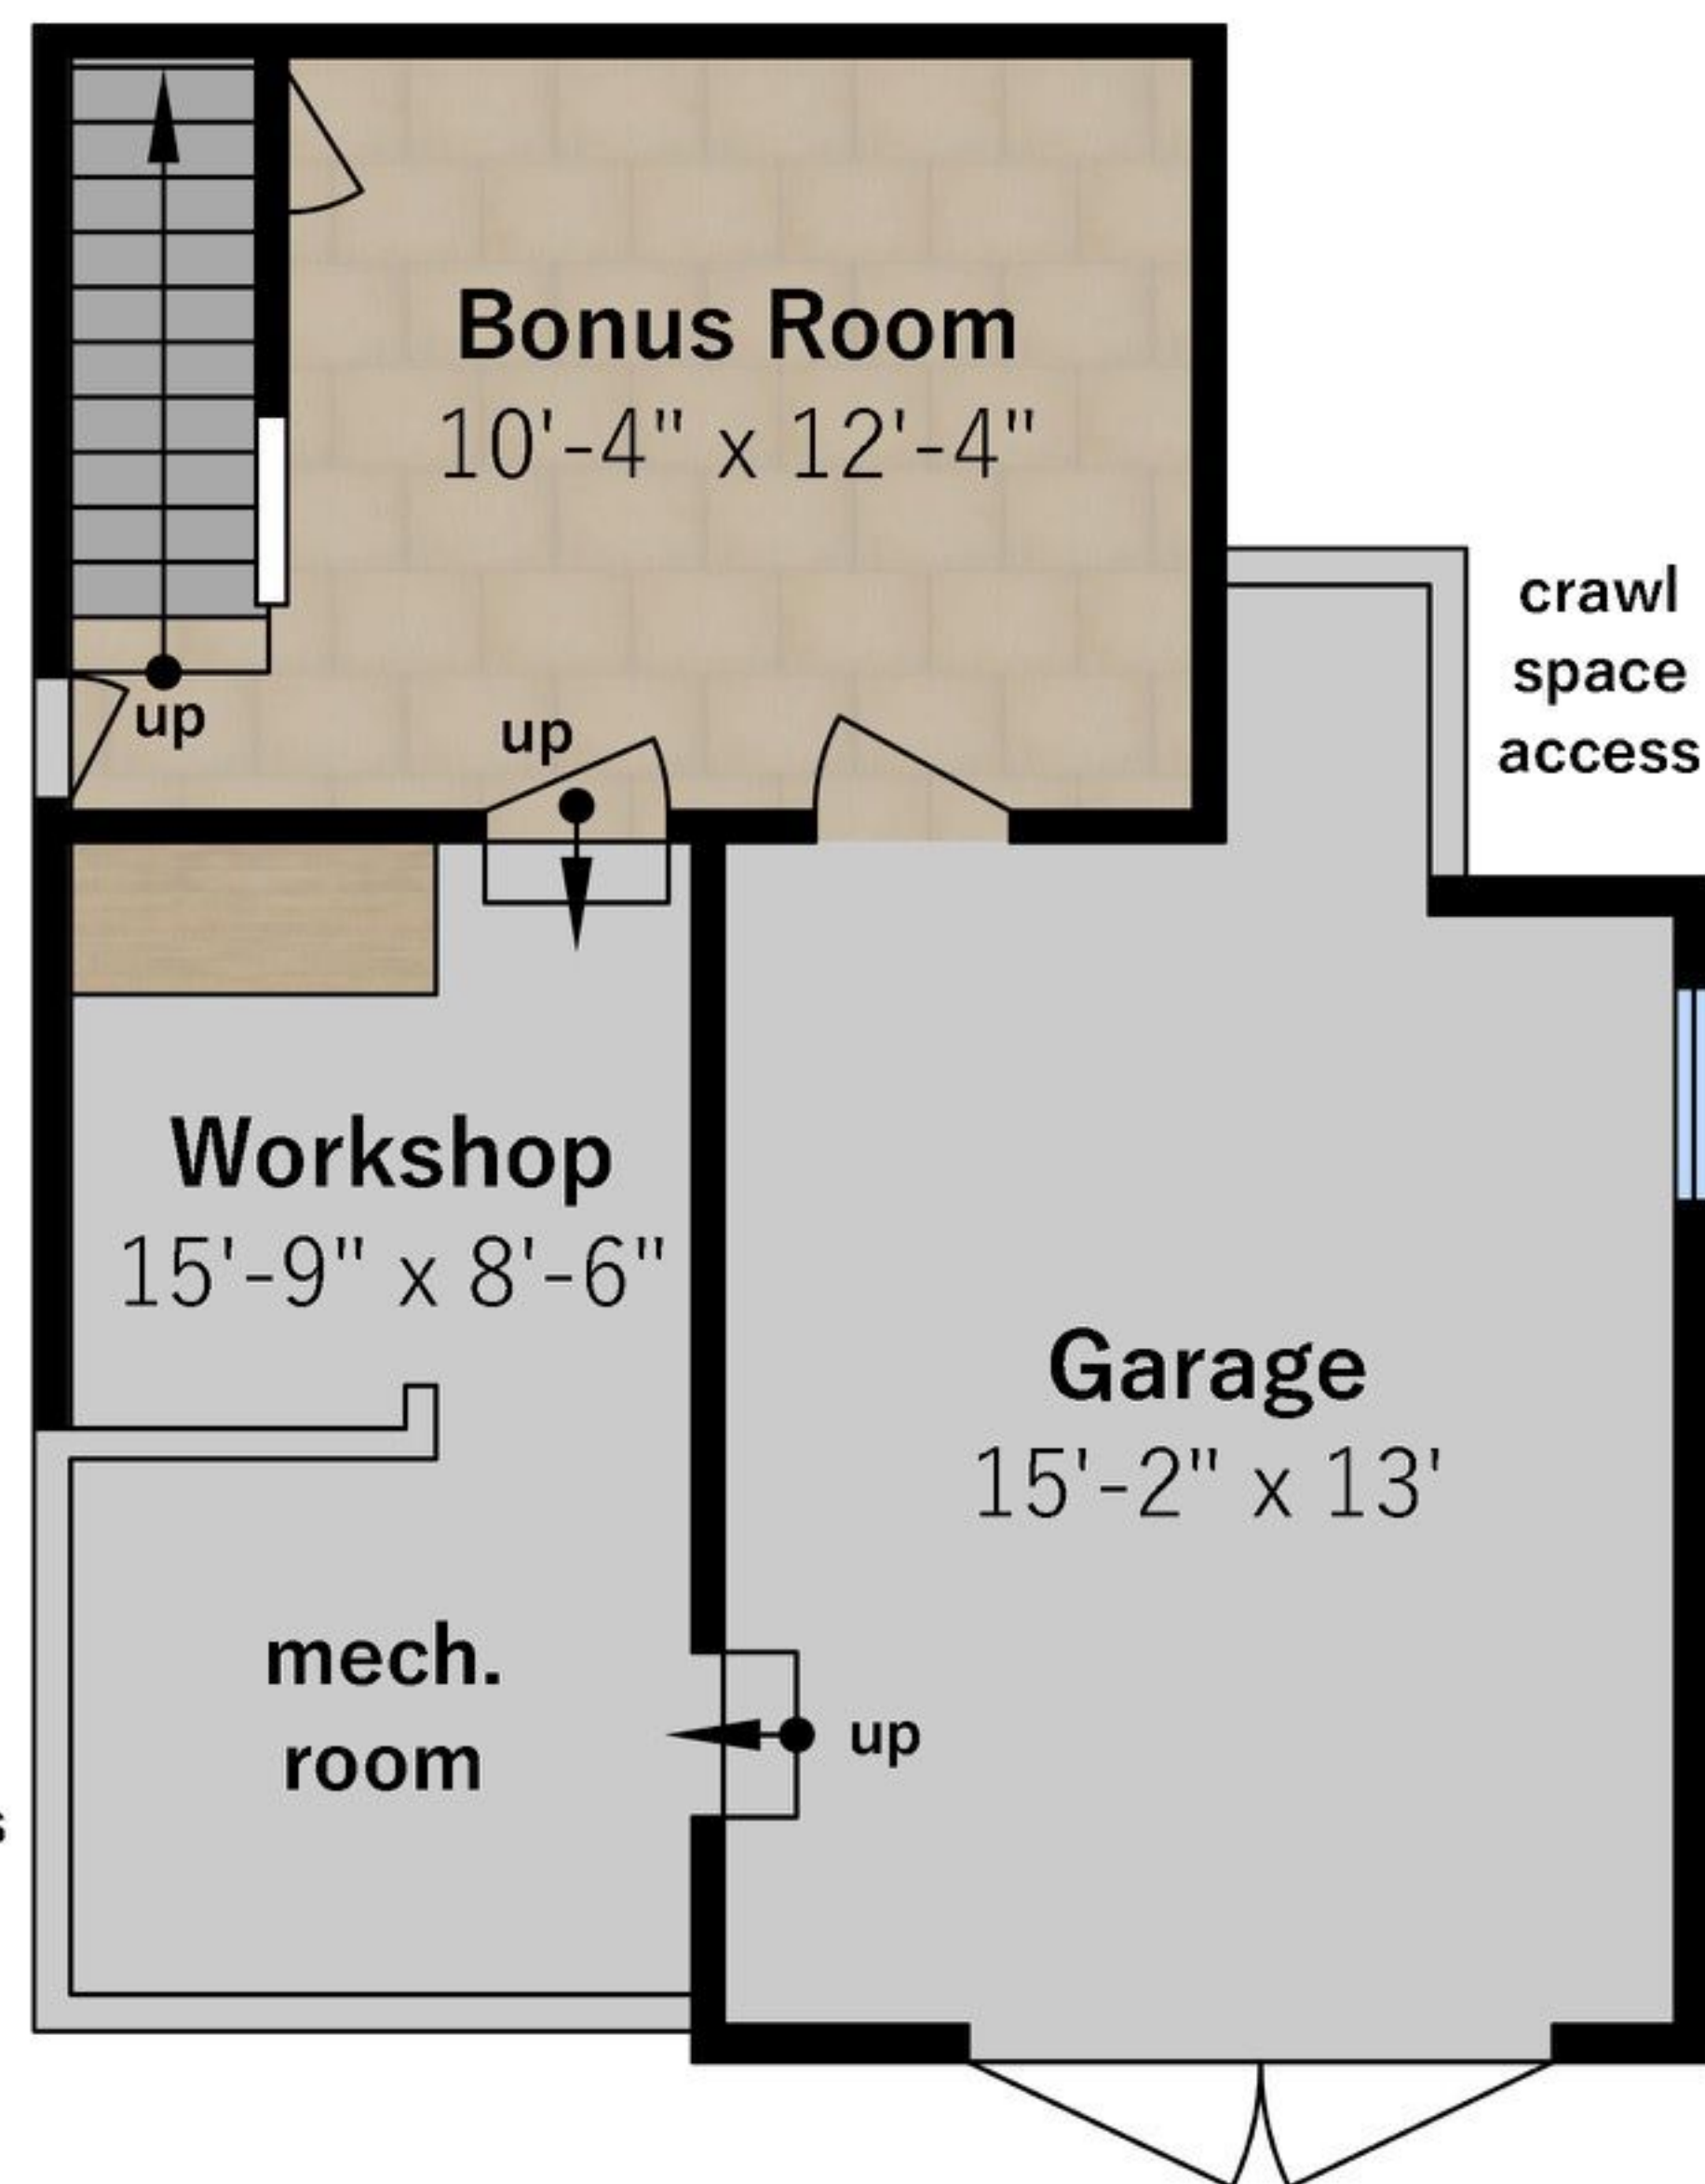 Bonus Room
10'-4" x 12'-4"
crawl
space
access
up
up
Workshop
15'-9" x 8'-6"
Garage
15'-2" x 13'
mech.
room
up